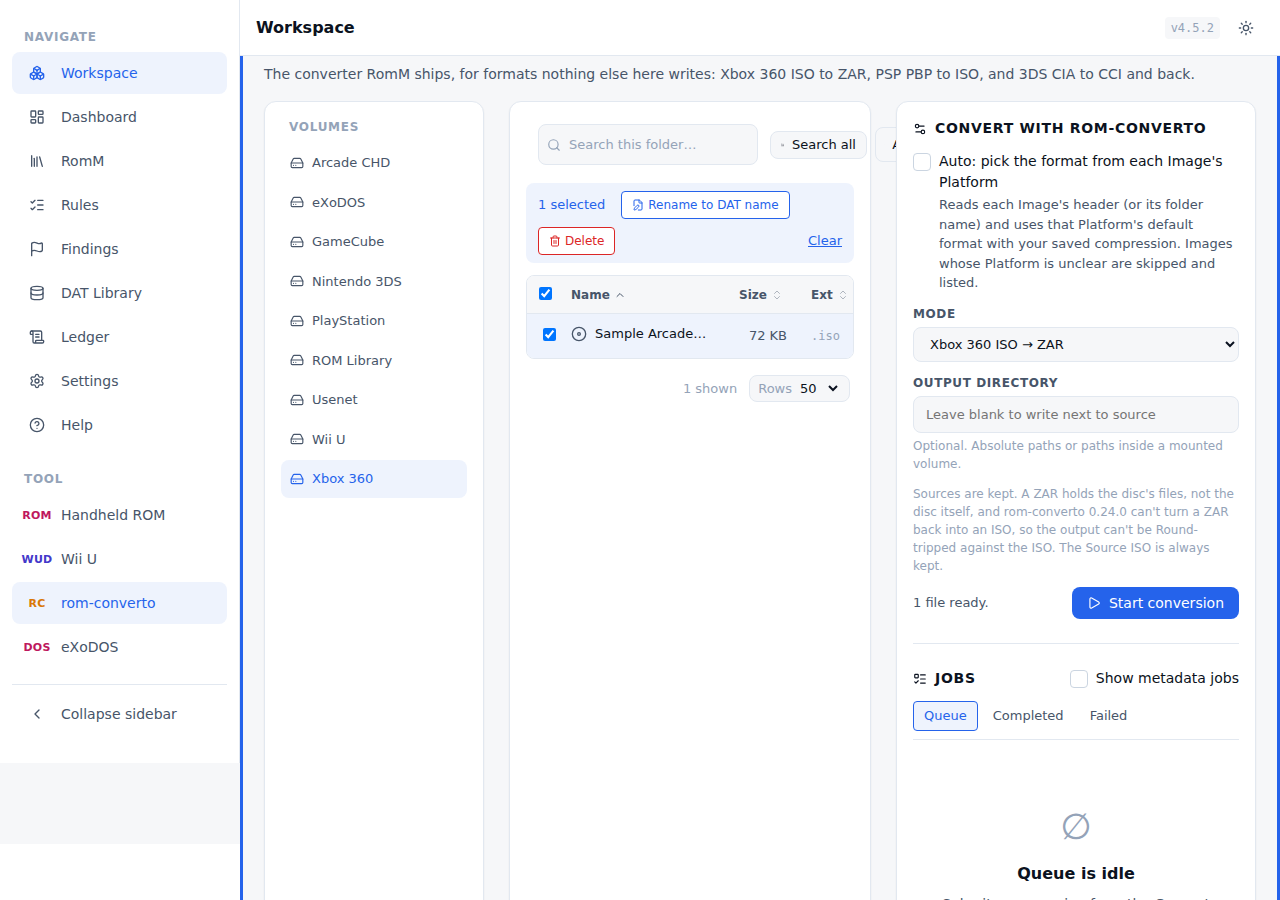 NAVIGATE
Workspace
Dashboard
RomM
Rules
Findings
DAT Library
Ledger
Settings
Help
TOOL
ROM Handheld ROM
WUD Wii U
RC rom-converto
DOS eXoDOS
Collapse sidebar
Workspace
v4.5.2
The converter RomM ships, for formats nothing else here writes: Xbox 360 ISO to ZAR, PSP PBP to ISO, and 3DS CIA to CCI and back.
VOLUMES
Arcade CHD
eXoDOS
GameCube
Nintendo 3DS
PlayStation
ROM Library
Usenet
Wii U
Xbox 360
Search this folder…
Search all
1 selected
Rename to DAT name
Delete
Clear
Name Size Ext
Sample Arcade… 72 KB .iso
1 shown Rows 50
CONVERT WITH ROM-CONVERTO
Auto: pick the format from each Image's
Platform
Reads each Image's header (or its folder
name) and uses that Platform's default
format with your saved compression. Images
whose Platform is unclear are skipped and
listed.
MODE
Xbox 360 ISO → ZAR
OUTPUT DIRECTORY
Leave blank to write next to source
Optional. Absolute paths or paths inside a mounted
volume.
Sources are kept. A ZAR holds the disc's files, not the
disc itself, and rom-converto 0.24.0 can't turn a ZAR
back into an ISO, so the output can't be Round-
tripped against the ISO. The Source ISO is always
kept.
1 file ready.
Start conversion
JOBS
Show metadata jobs
Queue Completed Failed
Queue is idle